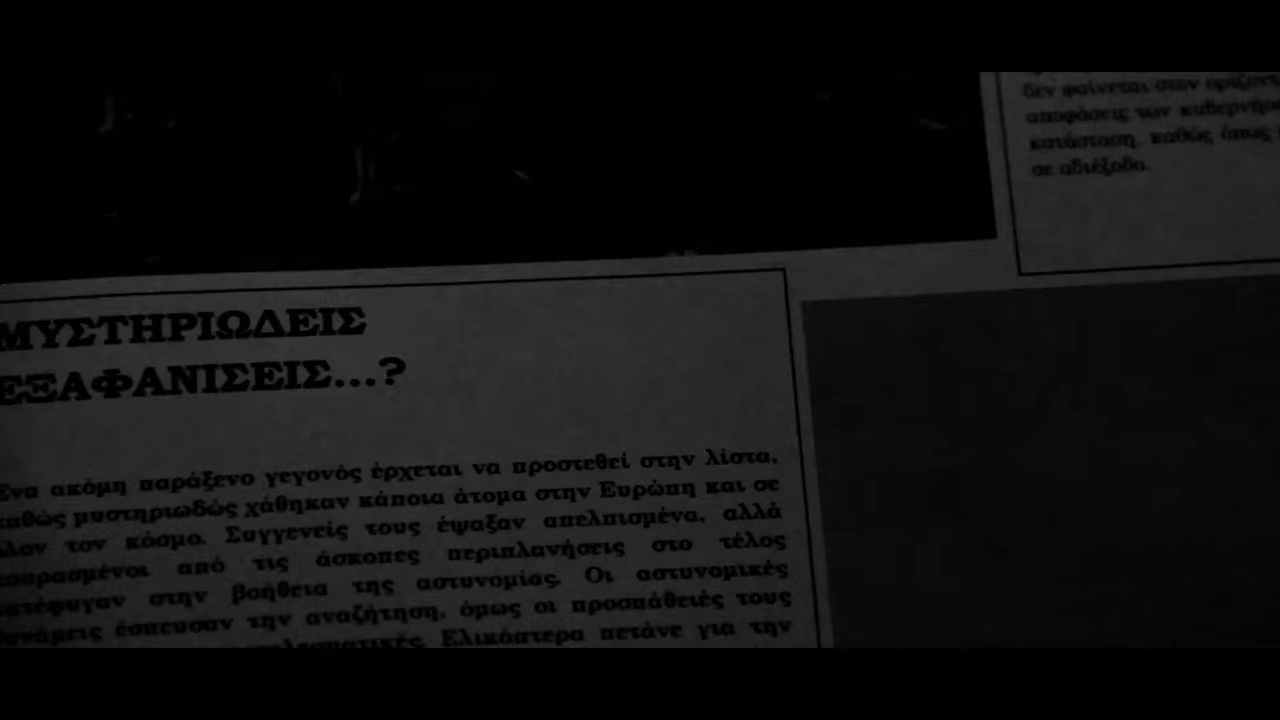 δεν φαίνεται στον
αποφάσεις των
κατάσταση, καθώς όπως
σε αδιέξοδο.
ΜΥΣΤΗΡΙΩΔΕΙΣ
ΕΞΑΦΑΝΙΣΕΙΣ...?
Ένα ακόμη παράξενο γεγονός έρχεται να προστεθεί στην λίστα,
καθώς μυστηριωδώς χάθηκαν κάποια άτομα στην Ευρώπη και σε
όλον τον κόσμο. Συγγενείς τους έψαξαν απελπισμένα, αλλά
κουρασμένοι από τις άσκοπες περιπλανήσεις στο τέλος
κατέφυγαν στην βοήθεια της αστυνομίας. Οι αστυνομικές
δυνάμεις έσπευσαν την αναζήτηση, όμως οι προσπάθειές τους
Ελικόπτερα πετάνε για την